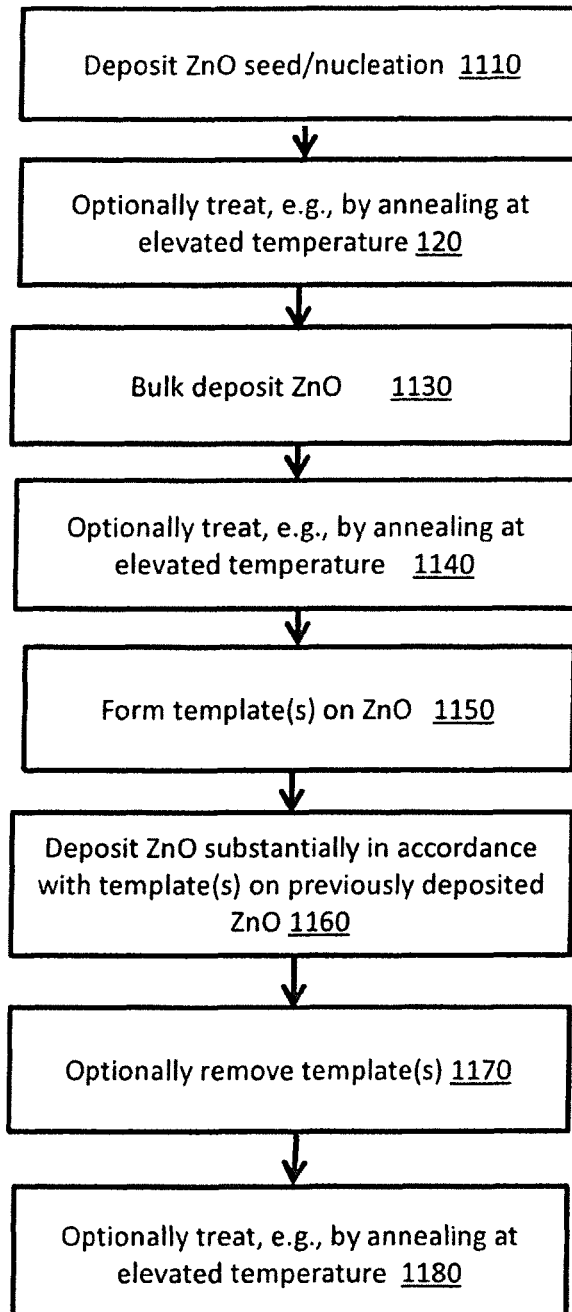 Deposit ZnO seed/nucleation 1110
Optionally treat, e.g., by annealing at
elevated temperature 120
Bulk deposit ZnO 1130
Optionally treat, e.g., by annealing at
elevated temperature 1140
Form template(s) on ZnO 1150
Deposit ZnO substantially in accordance
with template(s) on previously deposited
ZnO 1160
Optionally remove template(s) 1170
Optionally treat, e.g., by annealing at
elevated temperature 1180